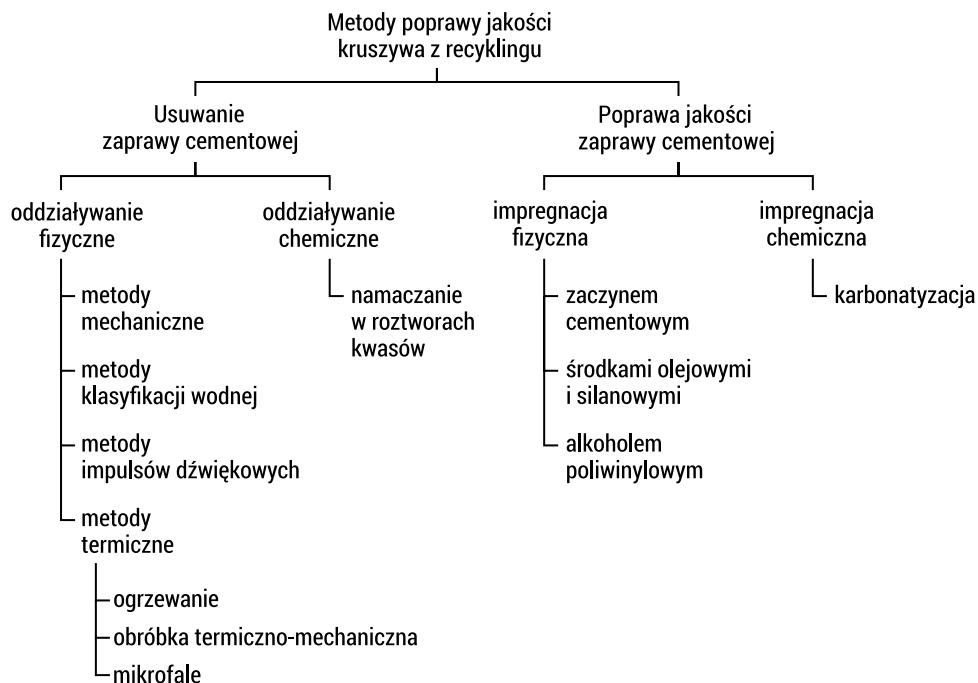 Metody poprawy jakości
kruszywa z recyklingu
Usuwanie
zaprawy cementowej
Poprawa jakości
zaprawy cementowej
oddziaływanie
fizyczne
oddziaływanie
chemiczne
impregnacja
fizyczna
impregnacja
chemiczna
metody
mechaniczne
metody
klasyfikacji wodnej
metody
impulsów dźwiękowych
metody
termiczne
ogrzewanie
obróbka termiczno-mechaniczna
mikrofale
namaczanie
w roztworach
kwasów
zaczynem
cementowym
środkami olejowymi
i silanowymi
alkoholem
poliwinylowym
karbonatyzacja